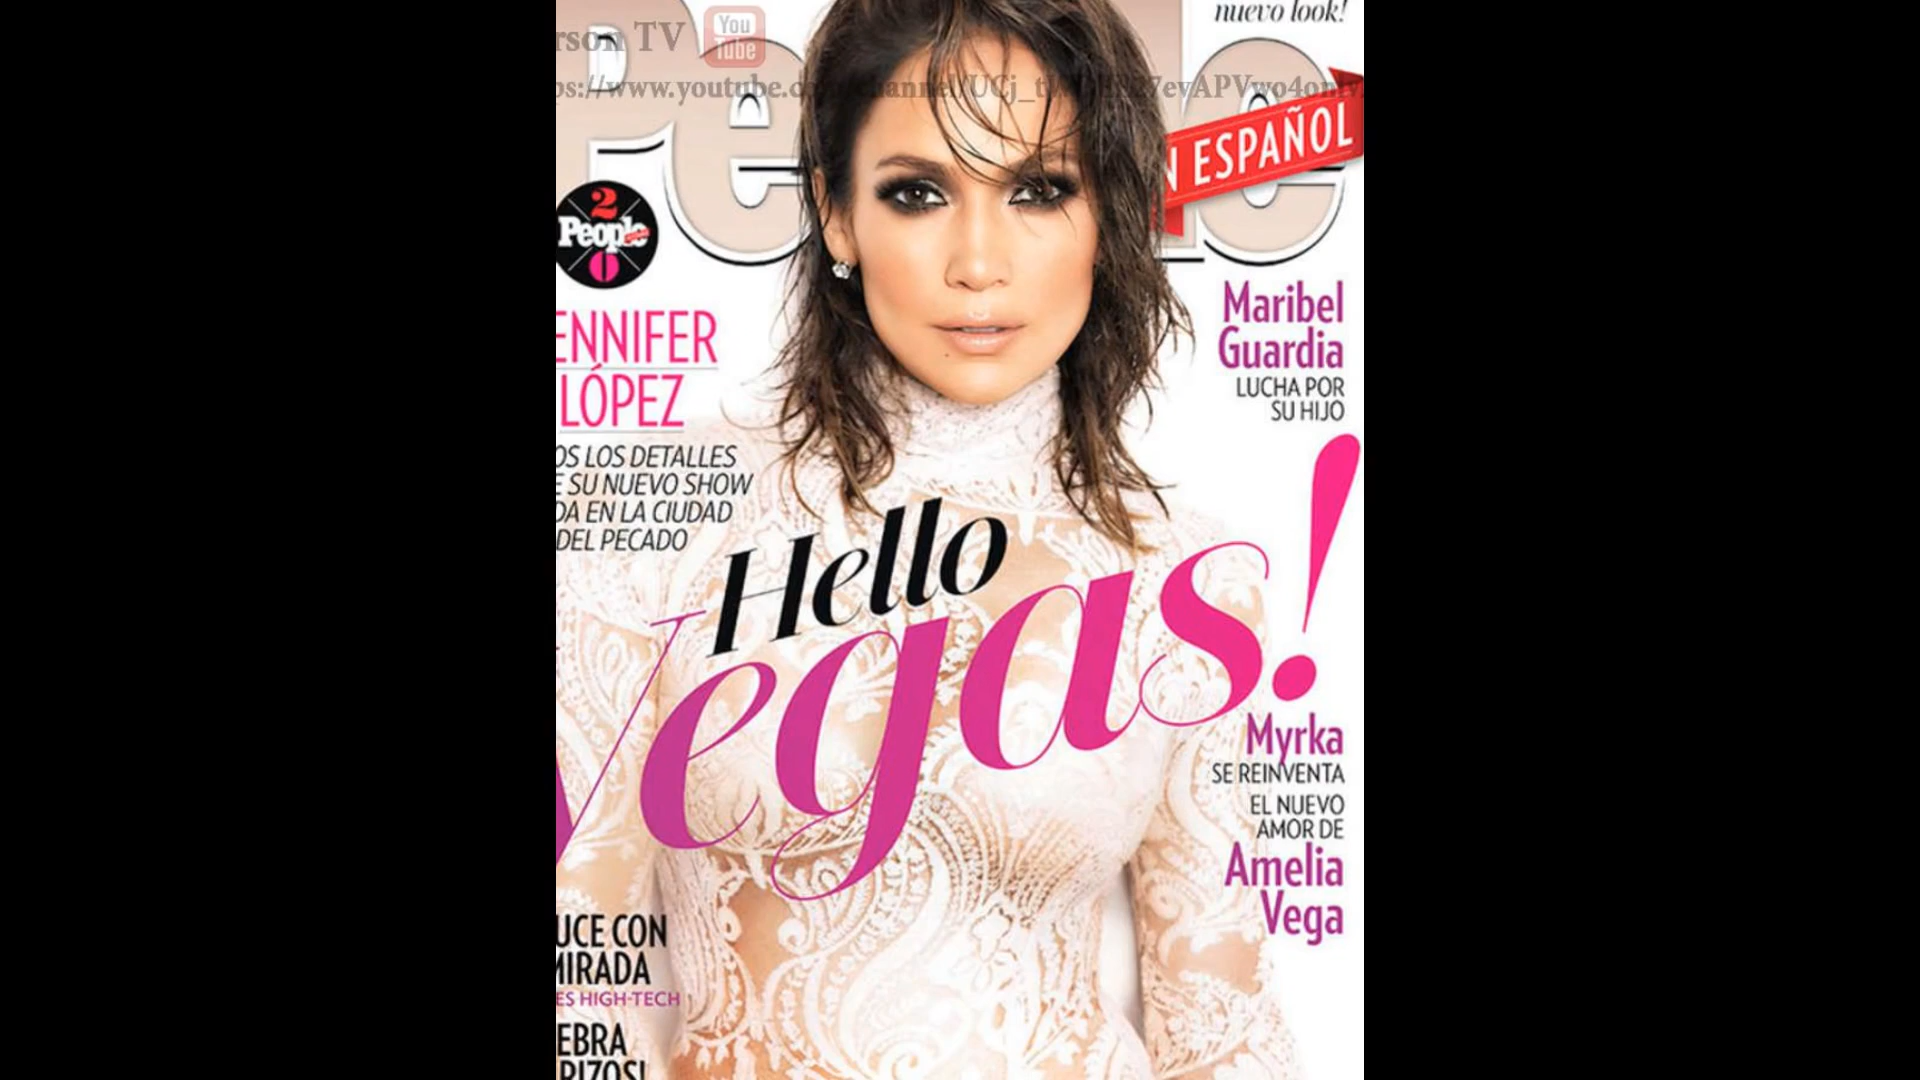 nuevo look!
TV You Tube
People
N ESPAÑOL
2
People
0
ENNIFER
LÓPEZ
OS LOS DETALLES
E SU NUEVO SHOW
DA EN LA CIUDAD
DEL PECADO
Maribel
Guardia
LUCHA POR
SU HIJO
Hello
Vegas!
Myrka
SE REINVENTA
EL NUEVO
AMOR DE
Amelia
Vega
UCE CON
MIRADA
ES HIGH-TECH
EBRA
RIZOS!